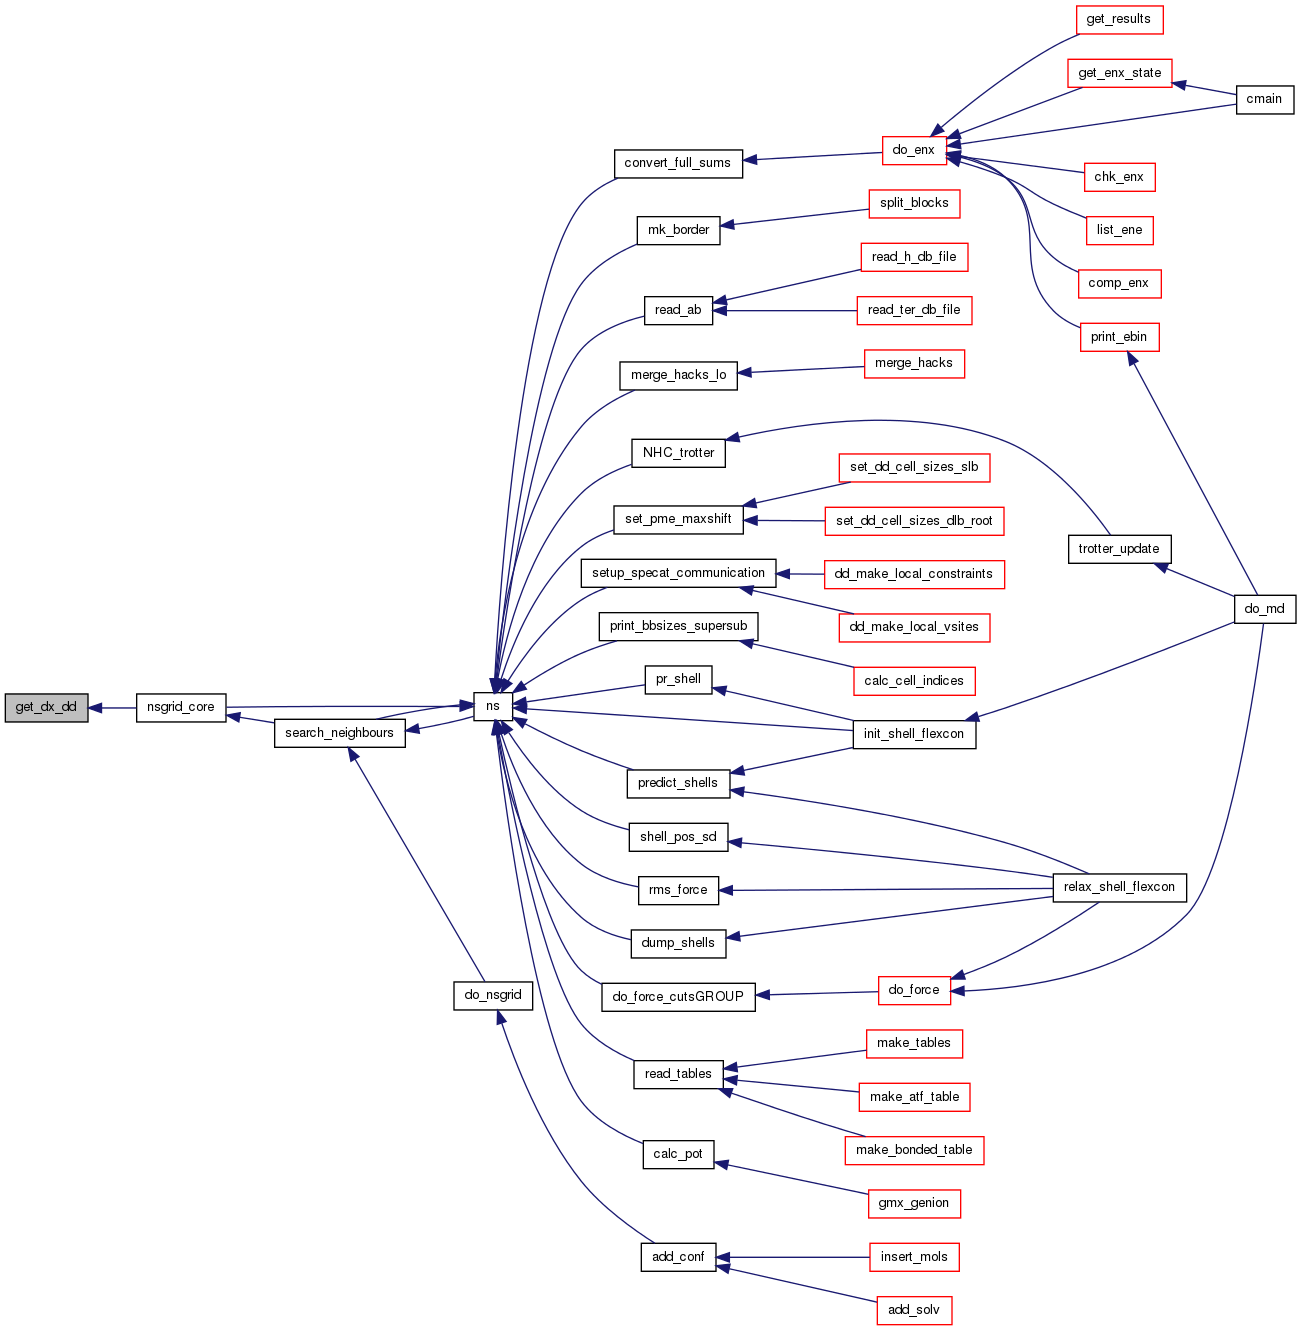 get_results
get_enx_state
cmain
do_enx
convert_full_sums
chk_enx
split_blocks
mk_border
list_ene
read_h_db_file
comp_enx
read_ab
read_ter_db_file
print_ebin
merge_hacks
merge_hacks_lo
NHC_trotter
set_dd_cell_sizes_slb
set_pme_maxshift
set_dd_cell_sizes_dlb_root
trotter_update
setup_specat_communication
dd_make_local_constraints
do_md
print_bbsizes_supersub
dd_make_local_vsites
pr_shell
calc_cell_indices
get_dx_dd
nsgrid_core
ns
search_neighbours
init_shell_flexcon
predict_shells
shell_pos_sd
rms_force
relax_shell_flexcon
dump_shells
do_nsgrid
do_force_cutsGROUP
do_force
make_tables
read_tables
make_atf_table
make_bonded_table
calc_pot
gmx_genion
add_conf
insert_mols
add_solv